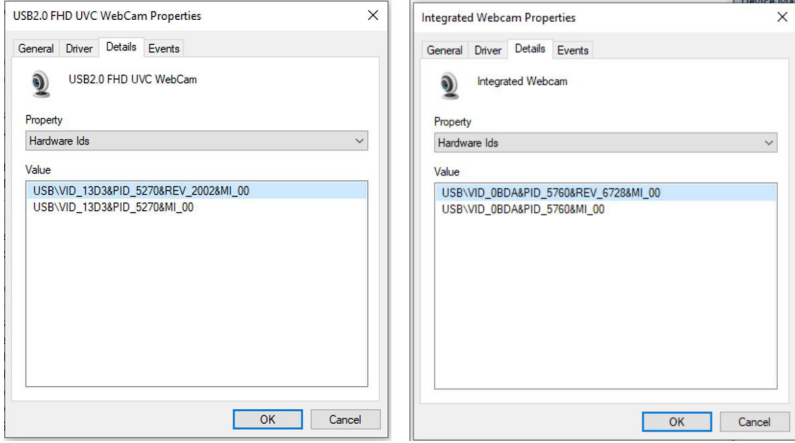 USB2.0 FHD UVC WebCam Properties
General Driver Details Events
USB2.0 FHD UVC WebCam
Property
Hardware Ids
Value
USB\VID_13D3&PID_5270&REV_2002&MI_00
USB\VID_13D3&PID_5270&MI_00
OK Cancel
Integrated Webcam Properties
General Driver Details Events
Integrated Webcam
Property
Hardware Ids
Value
USB\VID_0BDA&PID_5760&REV_6728&MI_00
USB\VID_0BDA&PID_5760&MI_00
OK Cancel